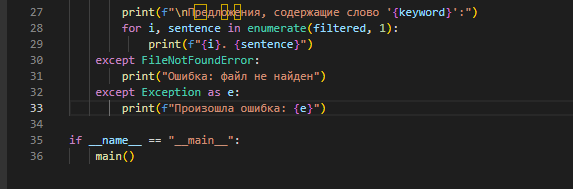 27 print(f"\nПредложения, содержащие слово '{keyword}':")
28 for i, sentence in enumerate(filtered, 1):
29 print(f"{i}. {sentence}")
30 except FileNotFoundError:
31 print("Ошибка: файл не найден")
32 except Exception as e:
33 print(f"Произошла ошибка: {e}")
34
35 if __name__ == "__main__":
36 main()